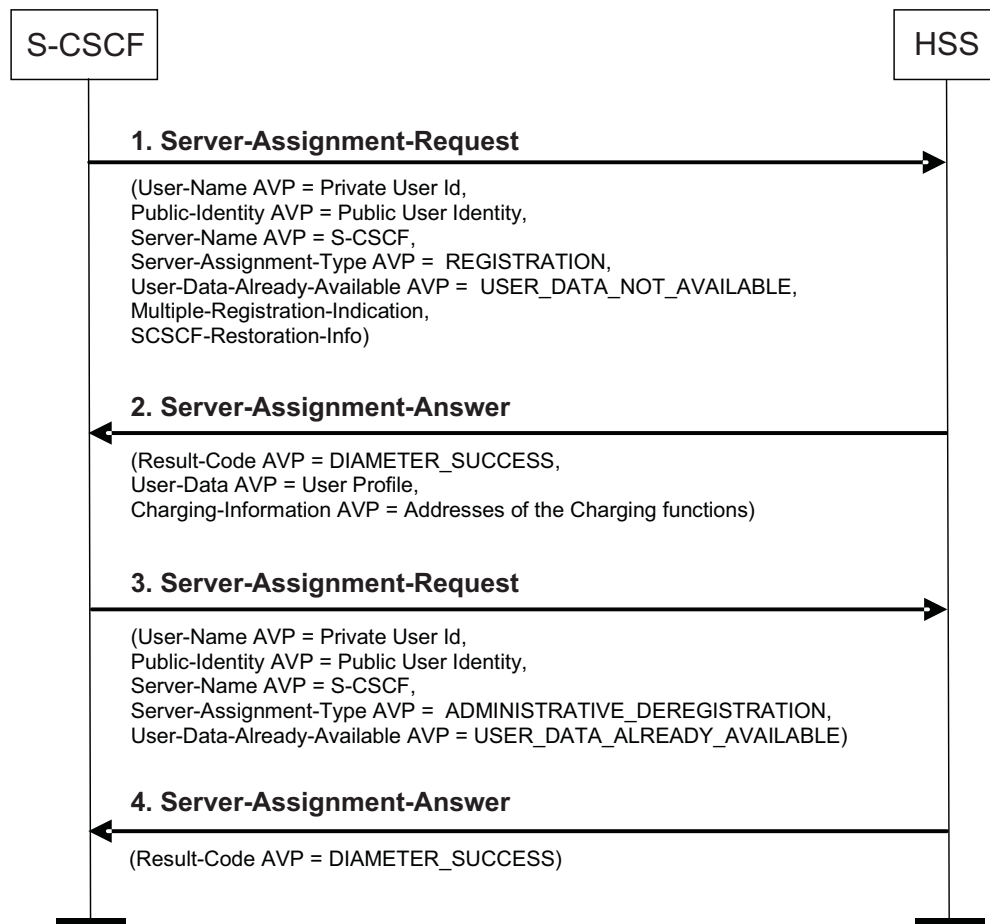 S-CSCF
HSS
1. Server-Assignment-Request
(User-Name AVP = Private User Id,
Public-Identity AVP = Public User Identity,
Server-Name AVP = S-CSCF,
Server-Assignment-Type AVP = REGISTRATION,
User-Data-Already-Available AVP = USER_DATA_NOT_AVAILABLE,
Multiple-Registration-Indication,
SCSCF-Restoration-Info)
2. Server-Assignment-Answer
(Result-Code AVP = DIAMETER_SUCCESS,
User-Data AVP = User Profile,
Charging-Information AVP = Addresses of the Charging functions)
3. Server-Assignment-Request
(User-Name AVP = Private User Id,
Public-Identity AVP = Public User Identity,
Server-Name AVP = S-CSCF,
Server-Assignment-Type AVP = ADMINISTRATIVE_DEREGISTRATION,
User-Data-Already-Available AVP = USER_DATA_ALREADY_AVAILABLE)
4. Server-Assignment-Answer
(Result-Code AVP = DIAMETER_SUCCESS)